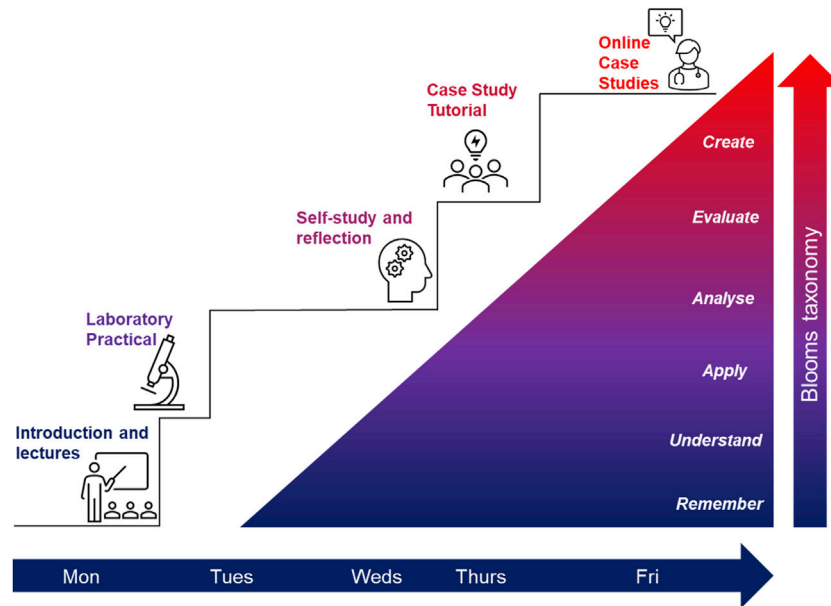 Online
Case
Studies
Case Study
Tutorial
Create
Self-study and
reflection
Evaluate
Laboratory
Practical
Analyse
Apply
Introduction and
lectures
Understand
Remember
Blooms taxonomy
Mon Tues Weds Thurs Fri